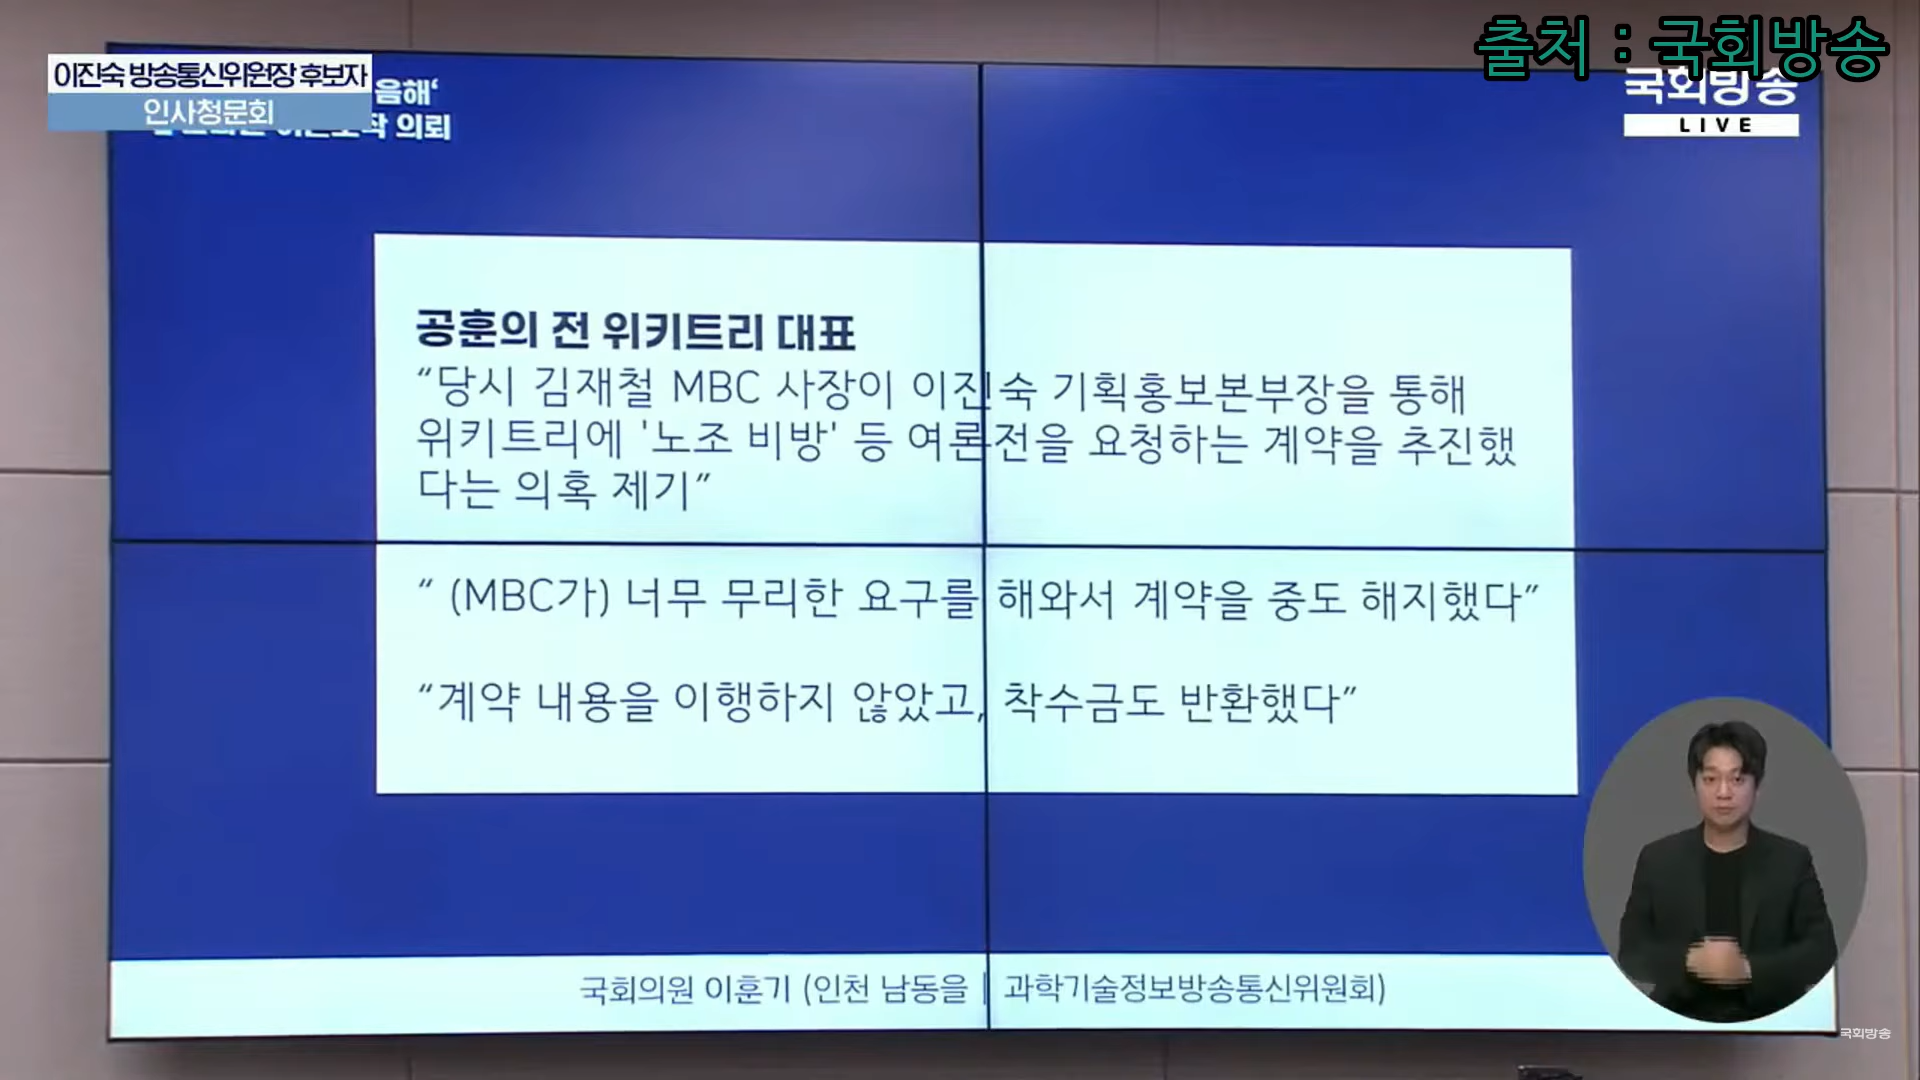 출처 : 국회방송
이진숙 방송통신위원장 후보자
인사청문회
음해‘
의뢰
국회방송
LIVE
공훈의 전 위키트리 대표
“당시 김재철 MBC 사장이 이진숙 기획홍보본부장을 통해
위키트리에 '노조 비방' 등 여론전을 요청하는 계약을 추진했
다는 의혹 제기”
“ (MBC가) 너무 무리한 요구를 해와서 계약을 중도 해지했다”
“계약 내용을 이행하지 않았고, 착수금도 반환했다”
국회의원 이훈기 (인천 남동을 | 과학기술정보방송통신위원회)
국회방송